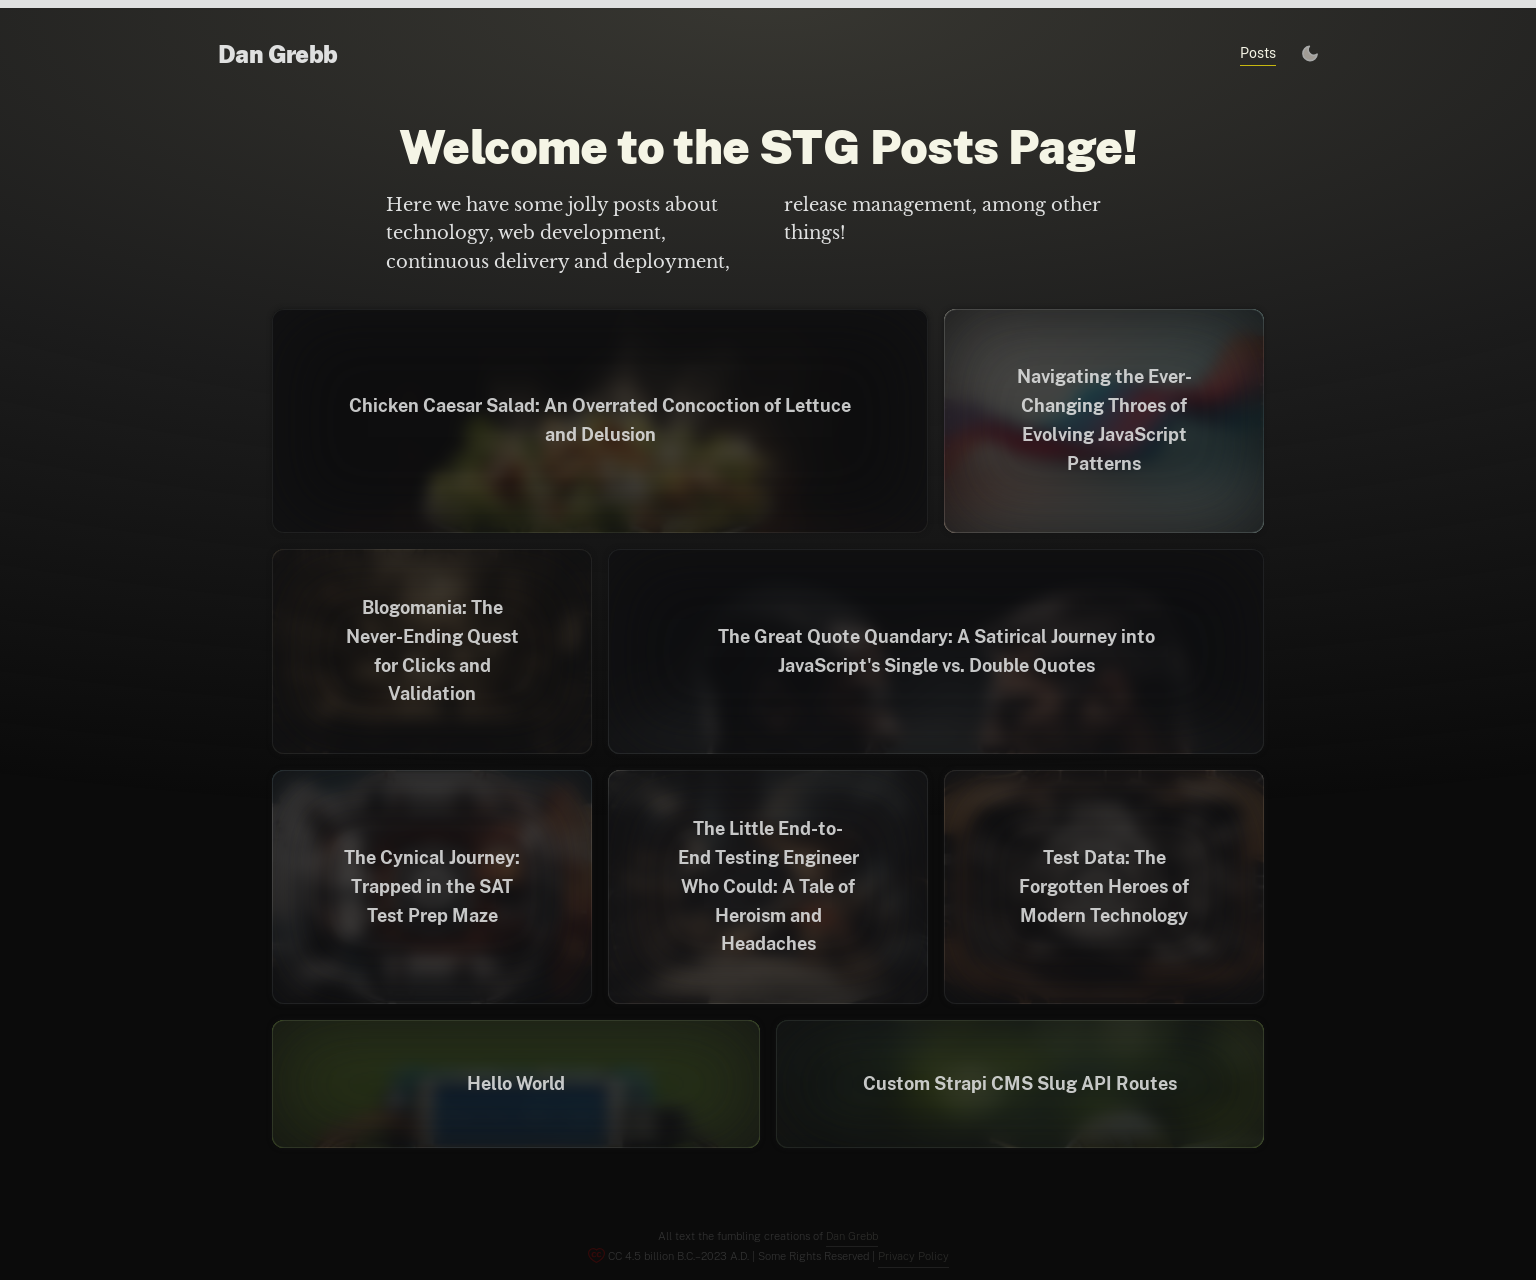 Dan Grebb
Posts
Welcome to the STG Posts Page!
Here we have some jolly posts about
technology, web development,
continuous delivery and deployment,
release management, among other
things!
Chicken Caesar Salad: An Overrated Concoction of Lettuce
and Delusion
Navigating the Ever-
Changing Throes of
Evolving JavaScript
Patterns
Blogomania: The
Never-Ending Quest
for Clicks and
Validation
The Great Quote Quandary: A Satirical Journey into
JavaScript's Single vs. Double Quotes
The Cynical Journey:
Trapped in the SAT
Test Prep Maze
The Little End-to-
End Testing Engineer
Who Could: A Tale of
Heroism and
Headaches
Test Data: The
Forgotten Heroes of
Modern Technology
Hello World
Custom Strapi CMS Slug API Routes
All text the fumbling creations of Dan Grebb
CC 4.5 billion B.C.–2023 A.D. | Some Rights Reserved | Privacy Policy